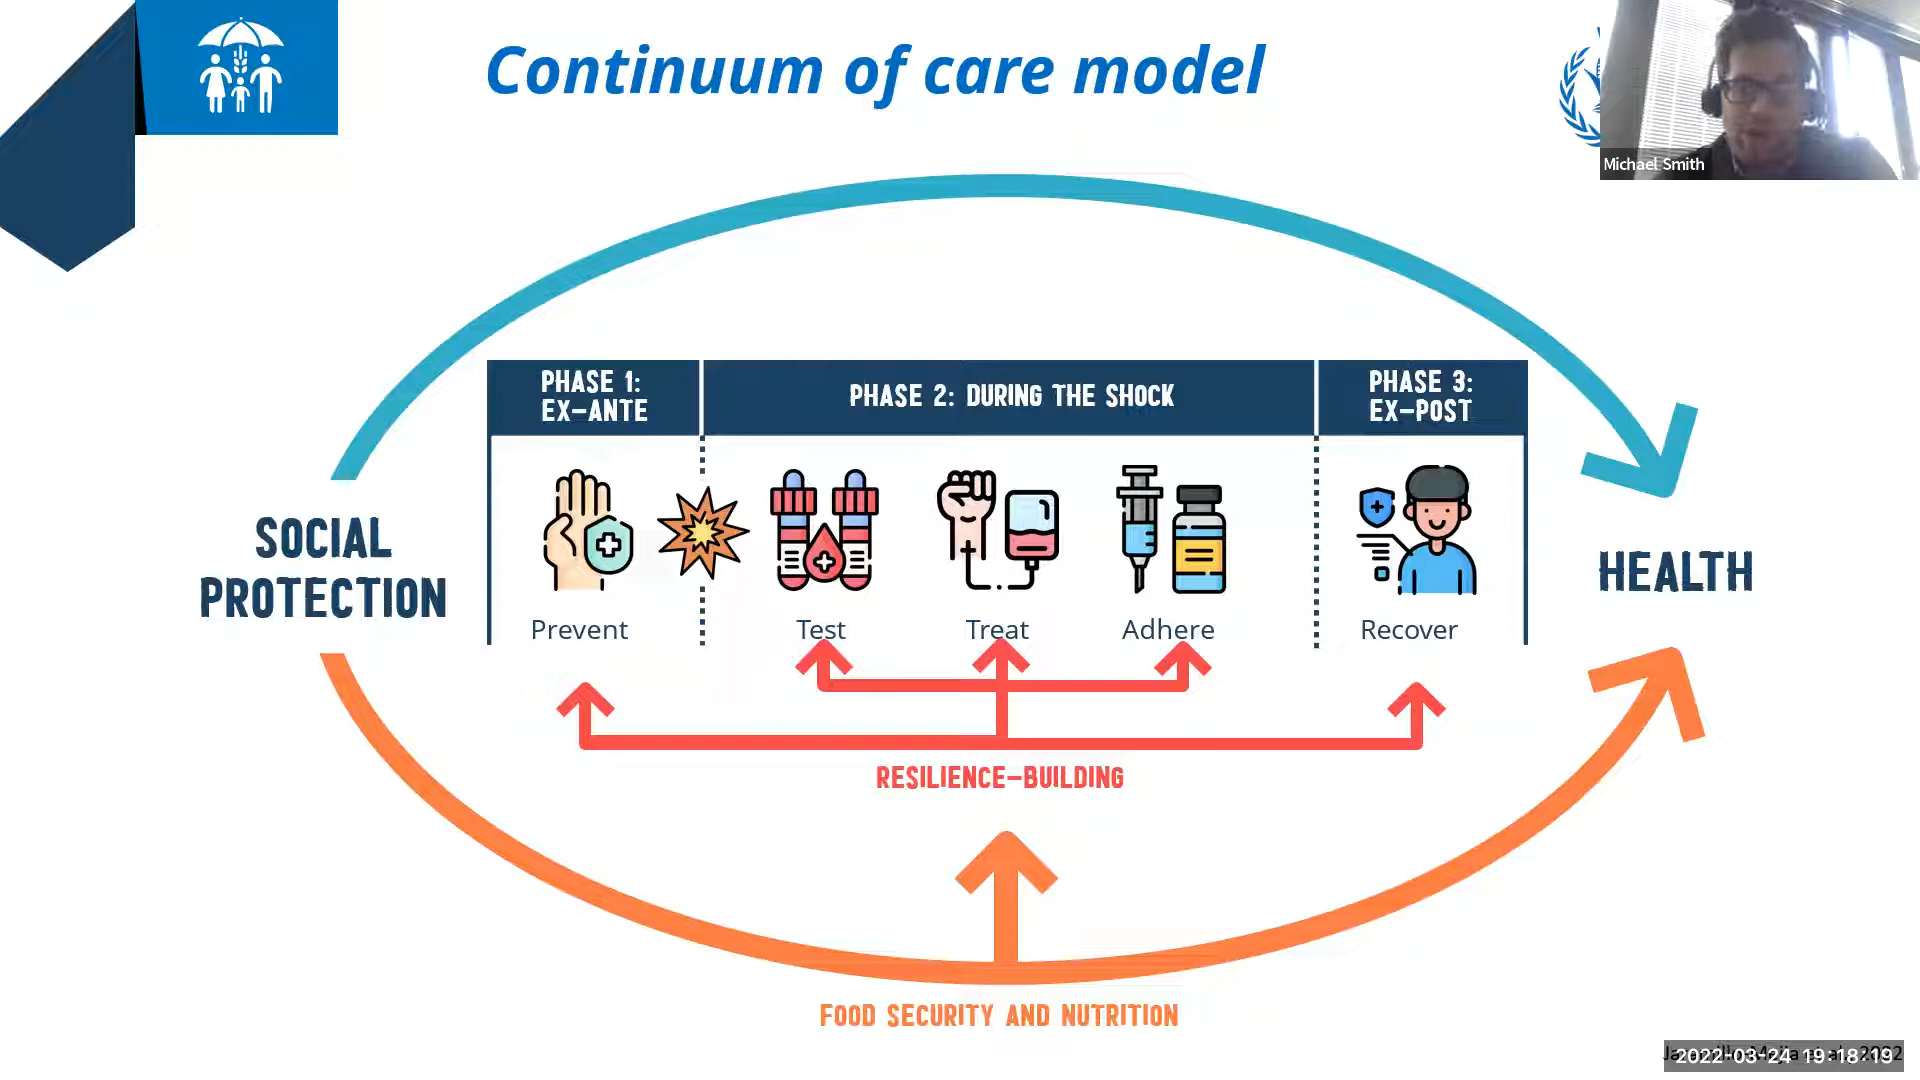 Continuum of care model
Michael Smith
PHASE 1:
EX-ANTE
PHASE 2: DURING THE SHOCK
PHASE 3:
EX-POST
SOCIAL
PROTECTION
HEALTH
Prevent
Test
Treat
Adhere
Recover
RESILIENCE-BUILDING
FOOD SECURITY AND NUTRITION
2022-03-24 19:18:19